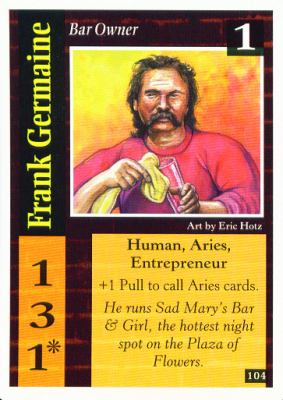 Frank Germaine
Bar Owner
1
Art by Eric Hotz
1
3
1*
Human, Aries,
Entrepreneur
+1 Pull to call Aries cards.
He runs Sad Mary's Bar
& Girl, the hottest night
spot on the Plaza of
Flowers.
104